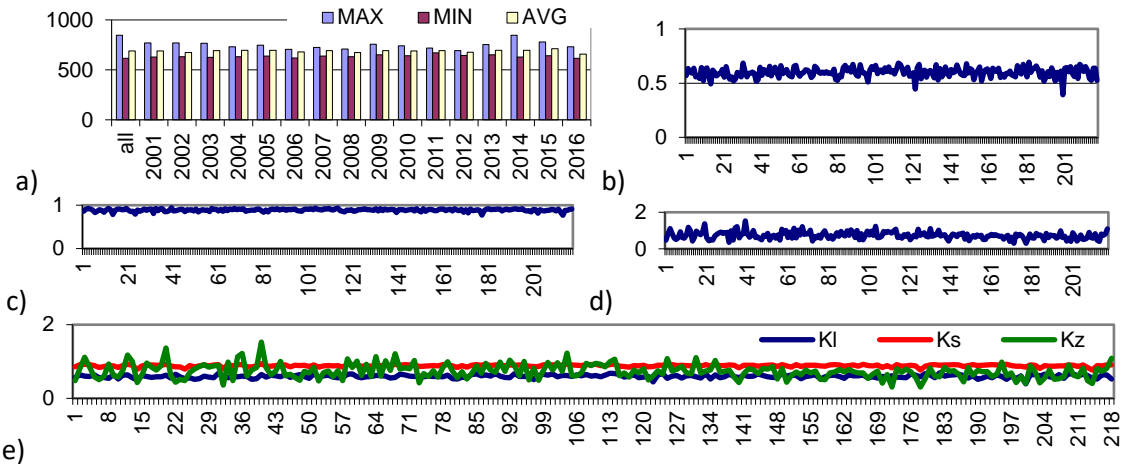 1000
500
0
MAX MIN AVG
all 2001 2002 2003 2004 2005 2006 2007 2008 2009 2010 2011 2012 2013 2014 2015 2016
a)
1
0.5
0
1 21 41 61 81 101 121 141 161 181 201
b)
1
0
1 21 41 61 81 101 121 141 161 181 201
c)
2
0
1 21 41 61 81 101 121 141 161 181 201
d)
2
0
Kl Ks Kz
1 8 15 22 29 36 43 50 57 64 71 78 85 92 99 106 113 120 127 134 141 148 155 162 169 176 183 190 197 204 211 218
e)